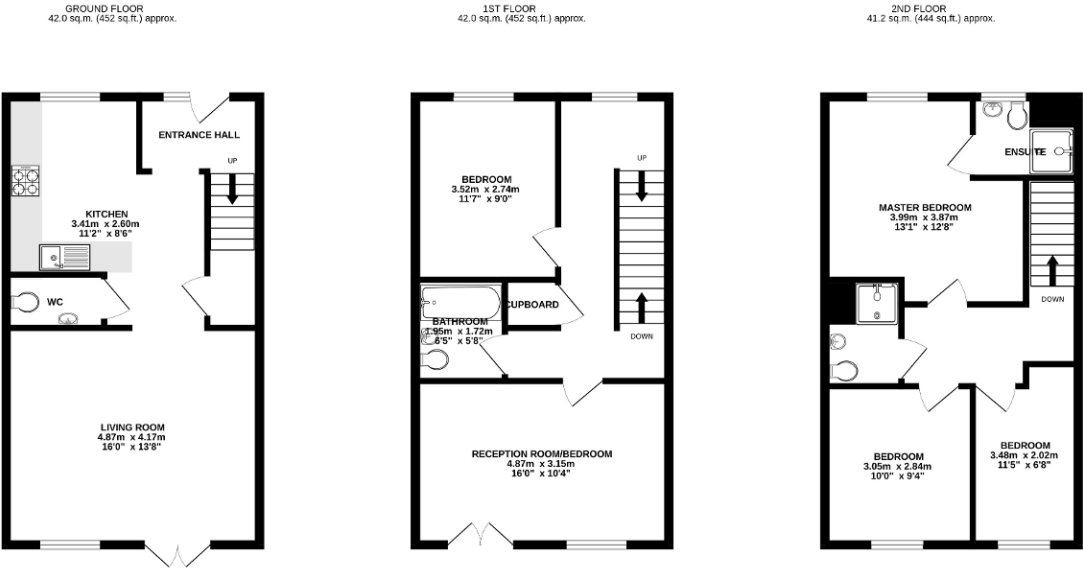 GROUND FLOOR
42.0 sq.m. (452 sq.ft.) approx.
ENTRANCE HALL
UP
KITCHEN
3.41m x 2.60m
11'2" x 8'6"
WC
LIVING ROOM
4.87m x 4.17m
16'0" x 13'8"
1ST FLOOR
42.0 sq.m. (452 sq.ft.) approx.
UP
BEDROOM
3.52m x 2.74m
11'7" x 9'0"
CUPBOARD
BATHROOM
1.95m x 1.72m
6'5" x 5'8"
DOWN
RECEPTION ROOM/BEDROOM
4.87m x 3.15m
16'0" x 10'4"
2ND FLOOR
41.2 sq.m. (444 sq.ft.) approx.
ENSUITE
MASTER BEDROOM
3.99m x 3.87m
13'1" x 12'8"
DOWN
BEDROOM
3.05m x 2.84m
10'0" x 9'4"
BEDROOM
3.48m x 2.02m
11'5" x 6'8"